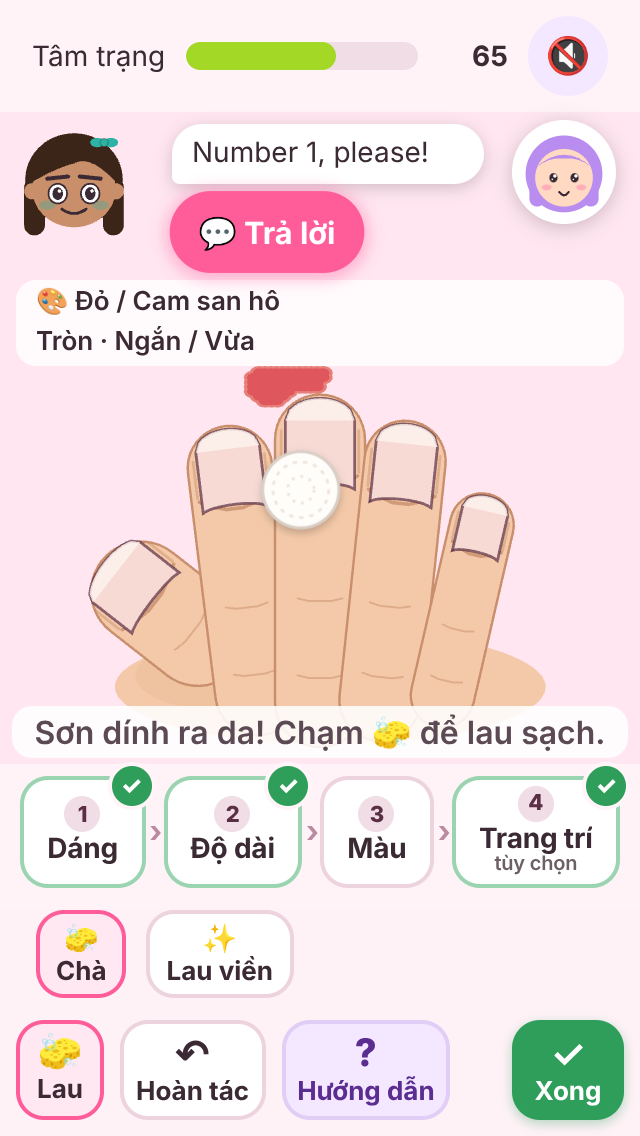 Tâm trạng
65
Number 1, please!
💬 Trả lời
🎨 Đỏ / Cam san hô
Tròn · Ngắn / Vừa
Sơn dính ra da! Chạm 🧽 để lau sạch.
1
Dáng
2
Độ dài
3
Màu
4
Trang trí
tùy chọn
Chà
Lau viền
Lau
Hoàn tác
?
Hướng dẫn
Xong